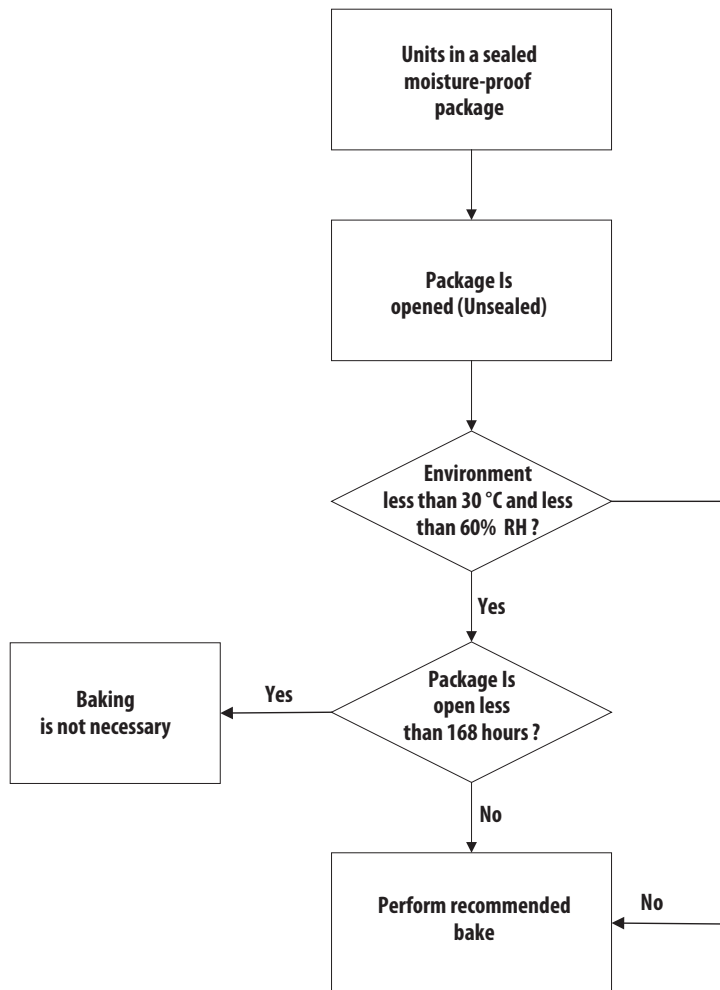 Units in a sealed
moisture-proof
package
Package Is
opened (Unsealed)
Environment
less than 30 °C and less
than 60% RH ?
Yes
Package Is
open less
than 168 hours ?
Yes
Baking
is not necessary
No
Perform recommended
bake
No